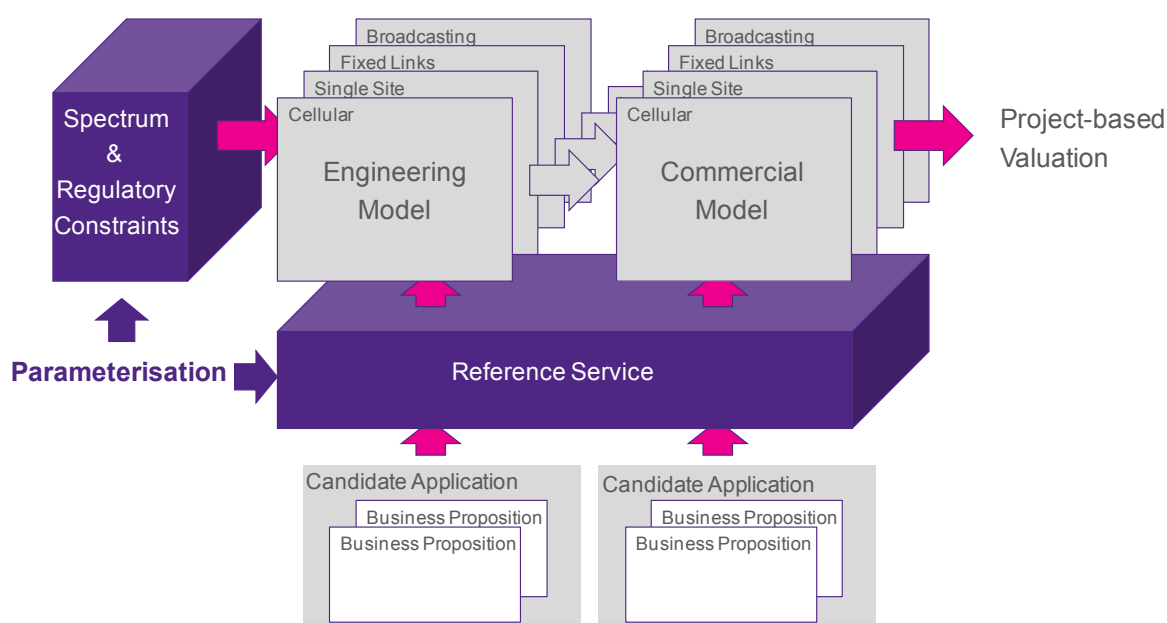 Broadcasting
Fixed Links
Single Site
Cellular
Engineering
Model
Broadcasting
Fixed Links
Single Site
Cellular
Commercial
Model
Spectrum
&
Regulatory
Constraints
Project-based
Valuation
Parameterisation
Reference Service
Candidate Application
Business Proposition
Business Proposition
Candidate Application
Business Proposition
Business Proposition